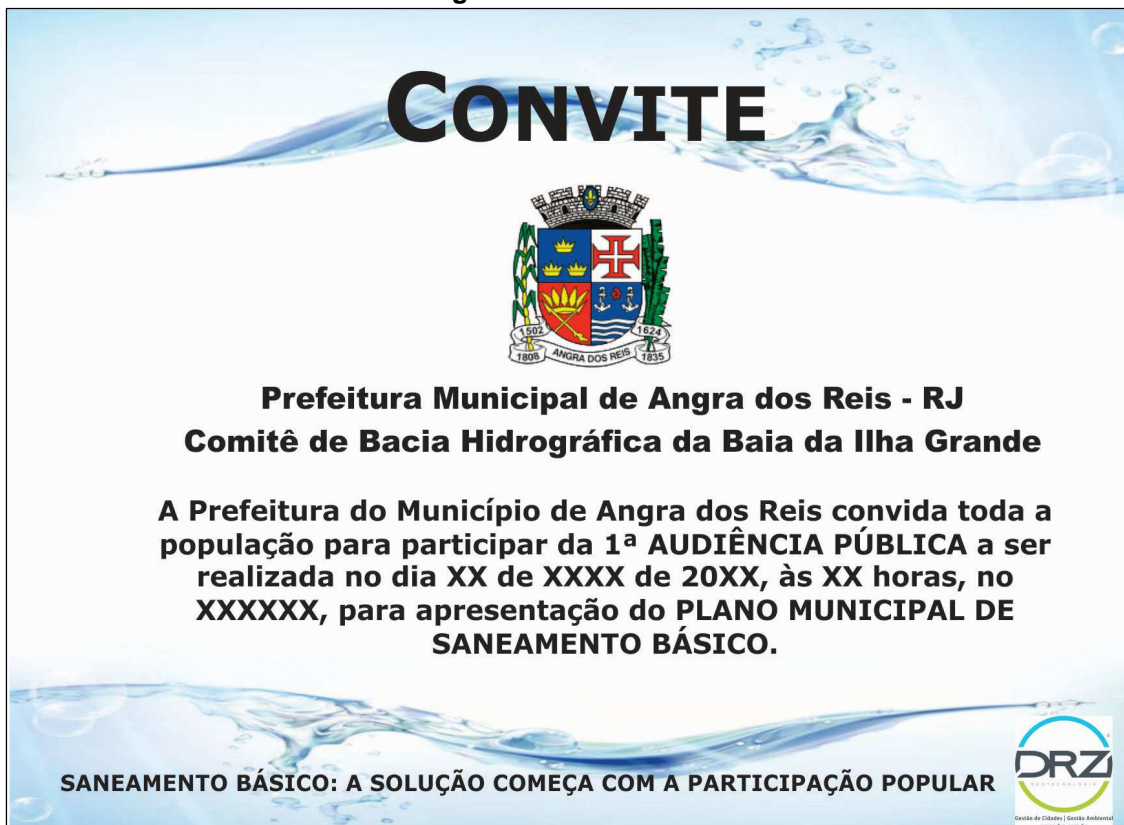 CONVITE
1502
1624
1808
ANGRA DOS REIS
1835
Prefeitura Municipal de Angra dos Reis - RJ
Comitê de Bacia Hidrográfica da Baia da Ilha Grande
A Prefeitura do Município de Angra dos Reis convida toda a
população para participar da 1ª AUDIÊNCIA PÚBLICA a ser
realizada no dia XX de XXXX de 20XX, às XX horas, no
XXXXXX, para apresentação do PLANO MUNICIPAL DE
SANEAMENTO BÁSICO.
SANEAMENTO BÁSICO: A SOLUÇÃO COMEÇA COM A PARTICIPAÇÃO POPULAR
DRZ
GEOTECNOLOGIA
Gestão de Cidades | Gestão Ambiental